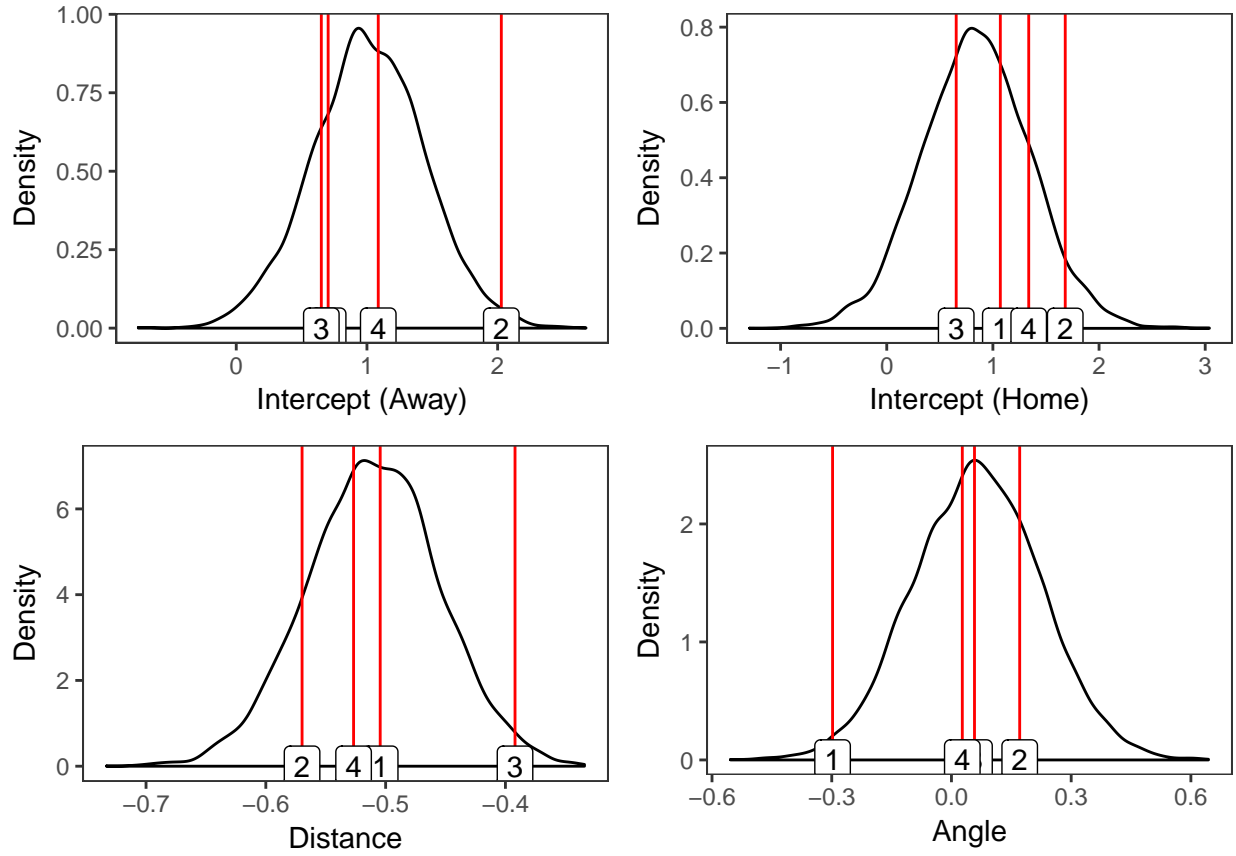 1.00
0.75
0.50
0.25
0.00
Density
3
4
2
0 1 2
Intercept (Away)
0.8
0.6
0.4
0.2
0.0
Density
3 1 4 2
−1 0 1 2 3
Intercept (Home)
6
4
2
0
Density
2 4 1 3
−0.7 −0.6 −0.5 −0.4
Distance
2
1
0
Density
1 4 2
−0.6 −0.3 0.0 0.3 0.6
Angle